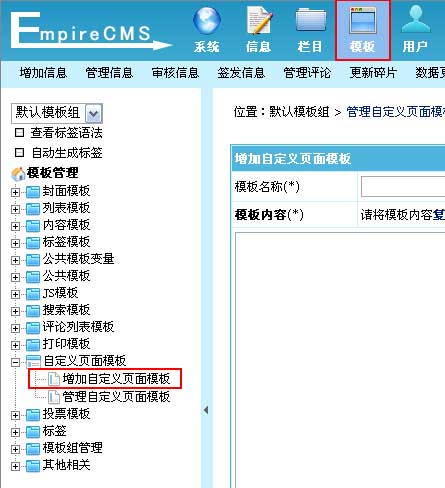 EmpireCMS
系统 信息 栏目 模板 用户
增加信息 管理信息 审核信息 签发信息 管理评论 更新碎片 数据
默认模板组
查看标签语法
自动生成标签
模板管理
封面模板
列表模板
内容模板
标签模板
公共模板变量
公共模板
JS模板
搜索模板
评论列表模板
打印模板
自定义页面模板
增加自定义页面模板
管理自定义页面模板
投票模板
标签
模板组管理
其他相关
位置：默认模板组 > 管理自定义页面模板
增加自定义页面模板
模板名称(*)
模板内容(*) 请将模板内容复